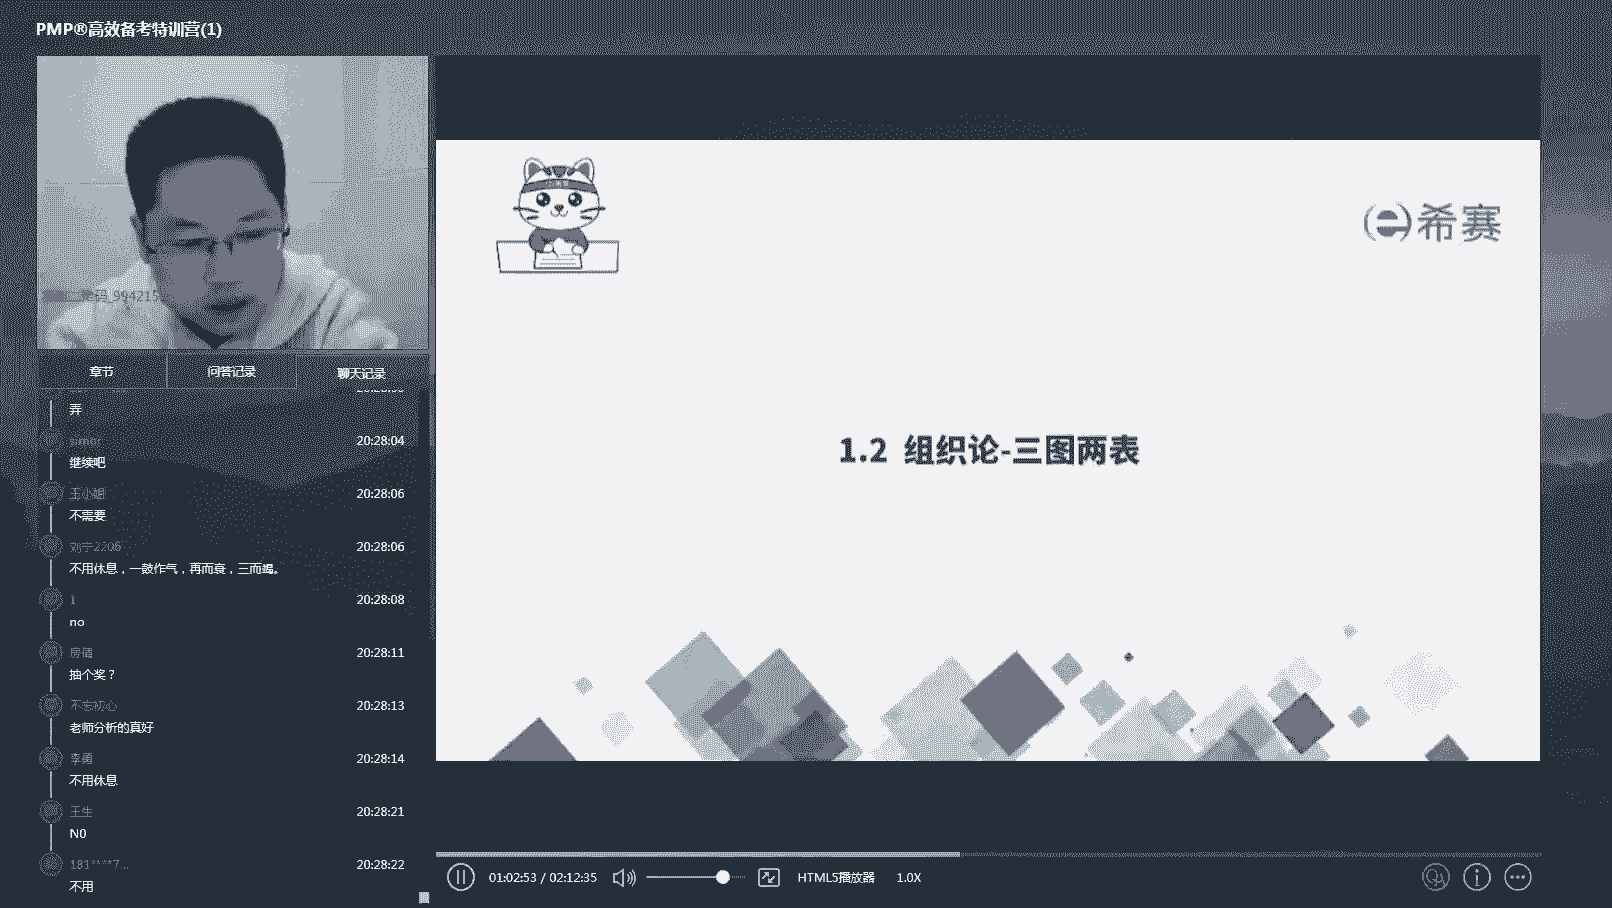 PMP®高效备考特训营(1)
希赛
码_994215
章节
问答记录
聊天记录
弄
simor
20:28:04
继续吧
王小姐
20:28:06
不需要
刘宁2206
20:28:06
不用休息，一鼓作气，再而衰，三而竭。
1
20:28:08
no
房储
20:28:11
抽个奖？
不忘初心
20:28:13
老师分析的真好
李勇
20:28:14
不用休息
王生
20:28:21
N0
181****7...
20:28:22
不用
1.2 组织论-三图两表
01:02:53 / 02:12:35
HTML5播放器
1.0X